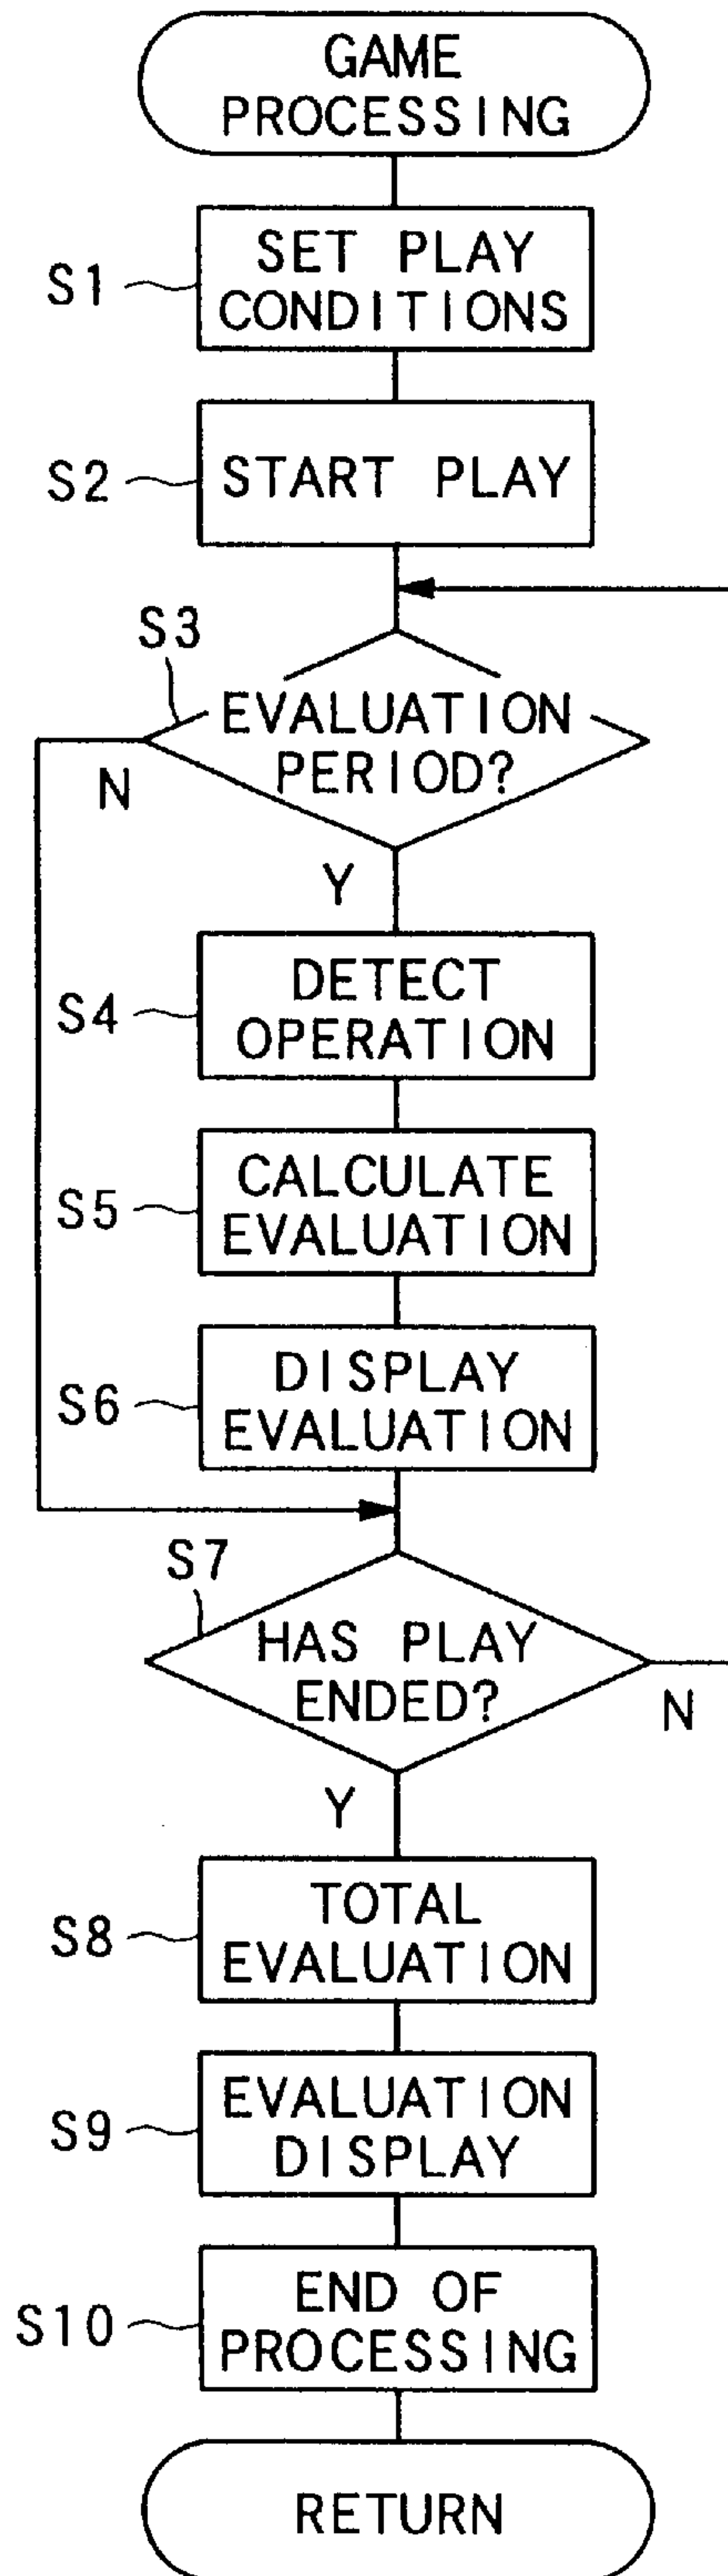 GAME
PROCESSING
S1
SET PLAY
CONDITIONS
S2
START PLAY
S3
EVALUATION
PERIOD?
N
Y
S4
DETECT
OPERATION
S5
CALCULATE
EVALUATION
S6
DISPLAY
EVALUATION
S7
HAS PLAY
ENDED?
N
Y
S8
TOTAL
EVALUATION
S9
EVALUATION
DISPLAY
S10
END OF
PROCESSING
RETURN